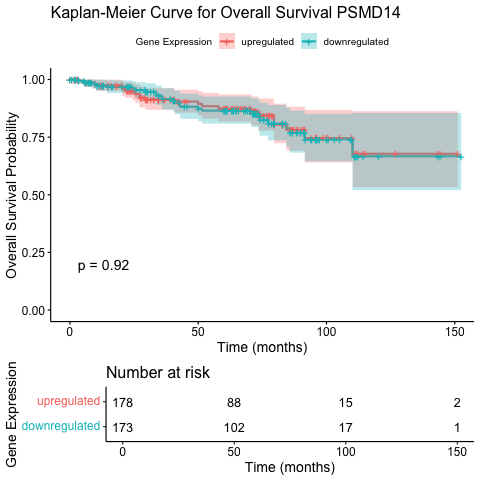 Kaplan-Meier Curve for Overall Survival PSMD14
Gene Expression upregulated downregulated
Overall Survival Probability
1.00
0.75
0.50
0.25
0.00
p = 0.92
0 50 100 150
Time (months)
Number at risk
Gene Expression
upregulated 178 88 15 2
downregulated 173 102 17 1
0 50 100 150
Time (months)